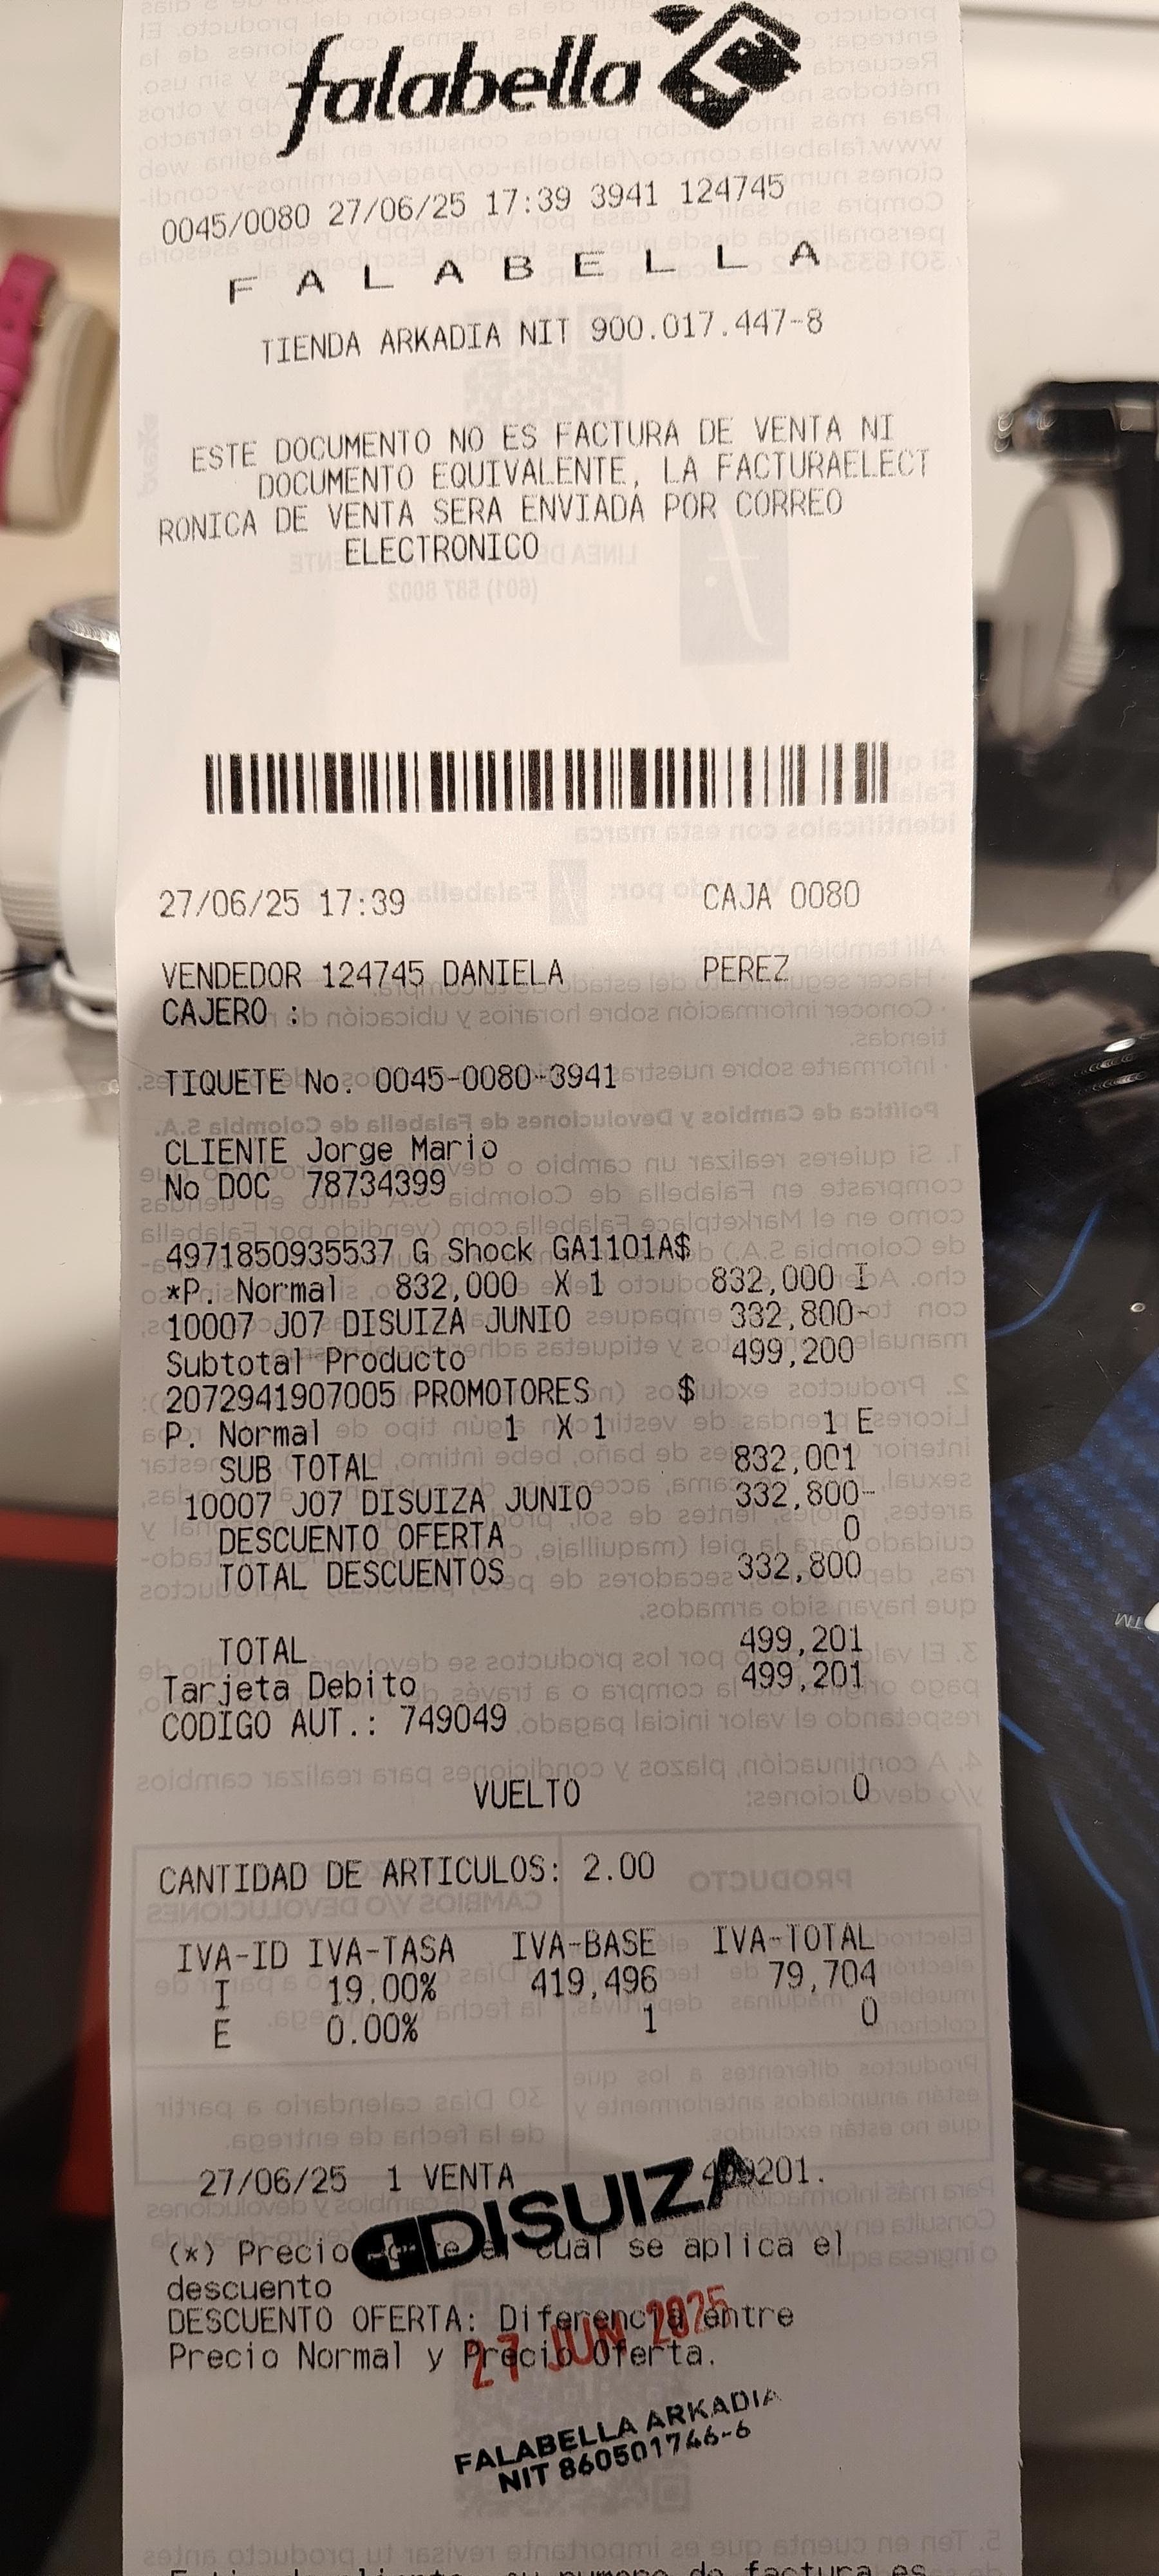 falabella
0045/0080 27/06/25 17:39 3941 124745
F A L A B E L L A
TIENDA ARKADIA NIT 900.017.447-8
ESTE DOCUMENTO NO ES FACTURA DE VENTA NI
DOCUMENTO EQUIVALENTE, LA FACTURAELECT
RONICA DE VENTA SERA ENVIADA POR CORREO
ELECTRONICO
27/06/25 17:39 CAJA 0080
VENDEDOR 124745 DANIELA PEREZ
CAJERO :
TIQUETE No. 0045-0080-3941
CLIENTE Jorge Mario
No DOC 78734399
4971850935537 G Shock GA1101A$
*P. Normal 832,000 X 1 832,000 I
10007 J07 DISUIZA JUNIO 332,800-
Subtotal Producto 499,200
2072941907005 PROMOTORES $
P. Normal 1 X 1 1 E
SUB TOTAL 832,001
10007 J07 DISUIZA JUNIO 332,800-
DESCUENTO OFERTA 0
TOTAL DESCUENTOS 332,800
TOTAL 499,201
Tarjeta Debito 499,201
CODIGO AUT.: 749049
VUELTO 0
CANTIDAD DE ARTICULOS: 2.00
IVA-ID IVA-TASA IVA-BASE IVA-TOTAL
I 19.00% 419,496 79,704
E 0.00% 1 0
27/06/25 1 VENTA 499201.
DISUIZA
(*) Precio sobre el cual se aplica el
descuento
DESCUENTO OFERTA: Diferencia entre
Precio Normal y Precio Oferta.
27 JUN 2025
FALABELLA ARKADIA
NIT 860501746-6